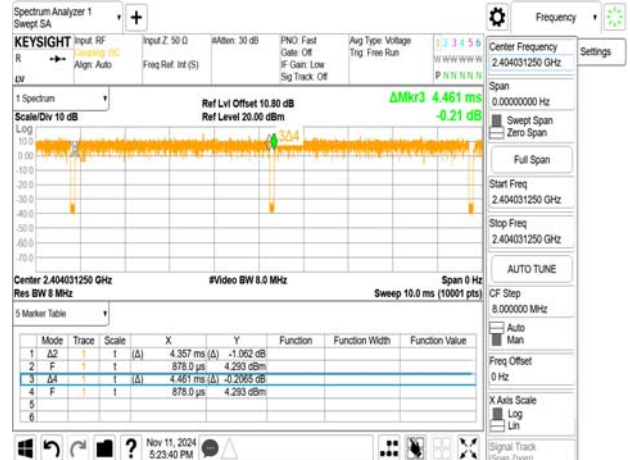 Spectrum Analyzer 1
Swept SA
+
Frequency
KEYSIGHT Input: RF Input Z: 50 Ω #Atten: 30 dB PNO: Fast Avg Type: Voltage 1 2 3 4 5 6
R Coupling: DC Gate: Off Trig: Free Run
Align: Auto Freq Ref: Int (S) IF Gain: Low W W W W W W
Sig Track: Off P N N N N N
LV
Center Frequency
2.404031250 GHz
Settings
Span
0.00000000 Hz
Swept Span
Zero Span
Full Span
Start Freq
2.404031250 GHz
Stop Freq
2.404031250 GHz
AUTO TUNE
CF Step
8.000000 MHz
Auto
Man
Freq Offset
0 Hz
X Axis Scale
Log
Lin
Signal Track
(Span Zoom)
1 Spectrum
ΔMkr3 4.461 ms
Ref Lvl Offset 10.80 dB
Scale/Div 10 dB Ref Level 20.00 dBm -0.21 dB
Log
10.0
0.00
-10.0
-20.0
-30.0
-40.0
-50.0
-60.0
-70.0
3Δ4
Center 2.404031250 GHz #Video BW 8.0 MHz Span 0 Hz
Res BW 8 MHz Sweep 10.0 ms (10001 pts)
5 Marker Table
Mode Trace Scale X Y Function Function Width Function Value
1 Δ2 1 t (Δ) 4.357 ms (Δ) -1.062 dB
2 F 1 t 878.0 µs 4.293 dBm
3 Δ4 1 t (Δ) 4.461 ms (Δ) -0.2065 dB
4 F 1 t 878.0 µs 4.293 dBm
5
6
? Nov 11, 2024
5:23:40 PM